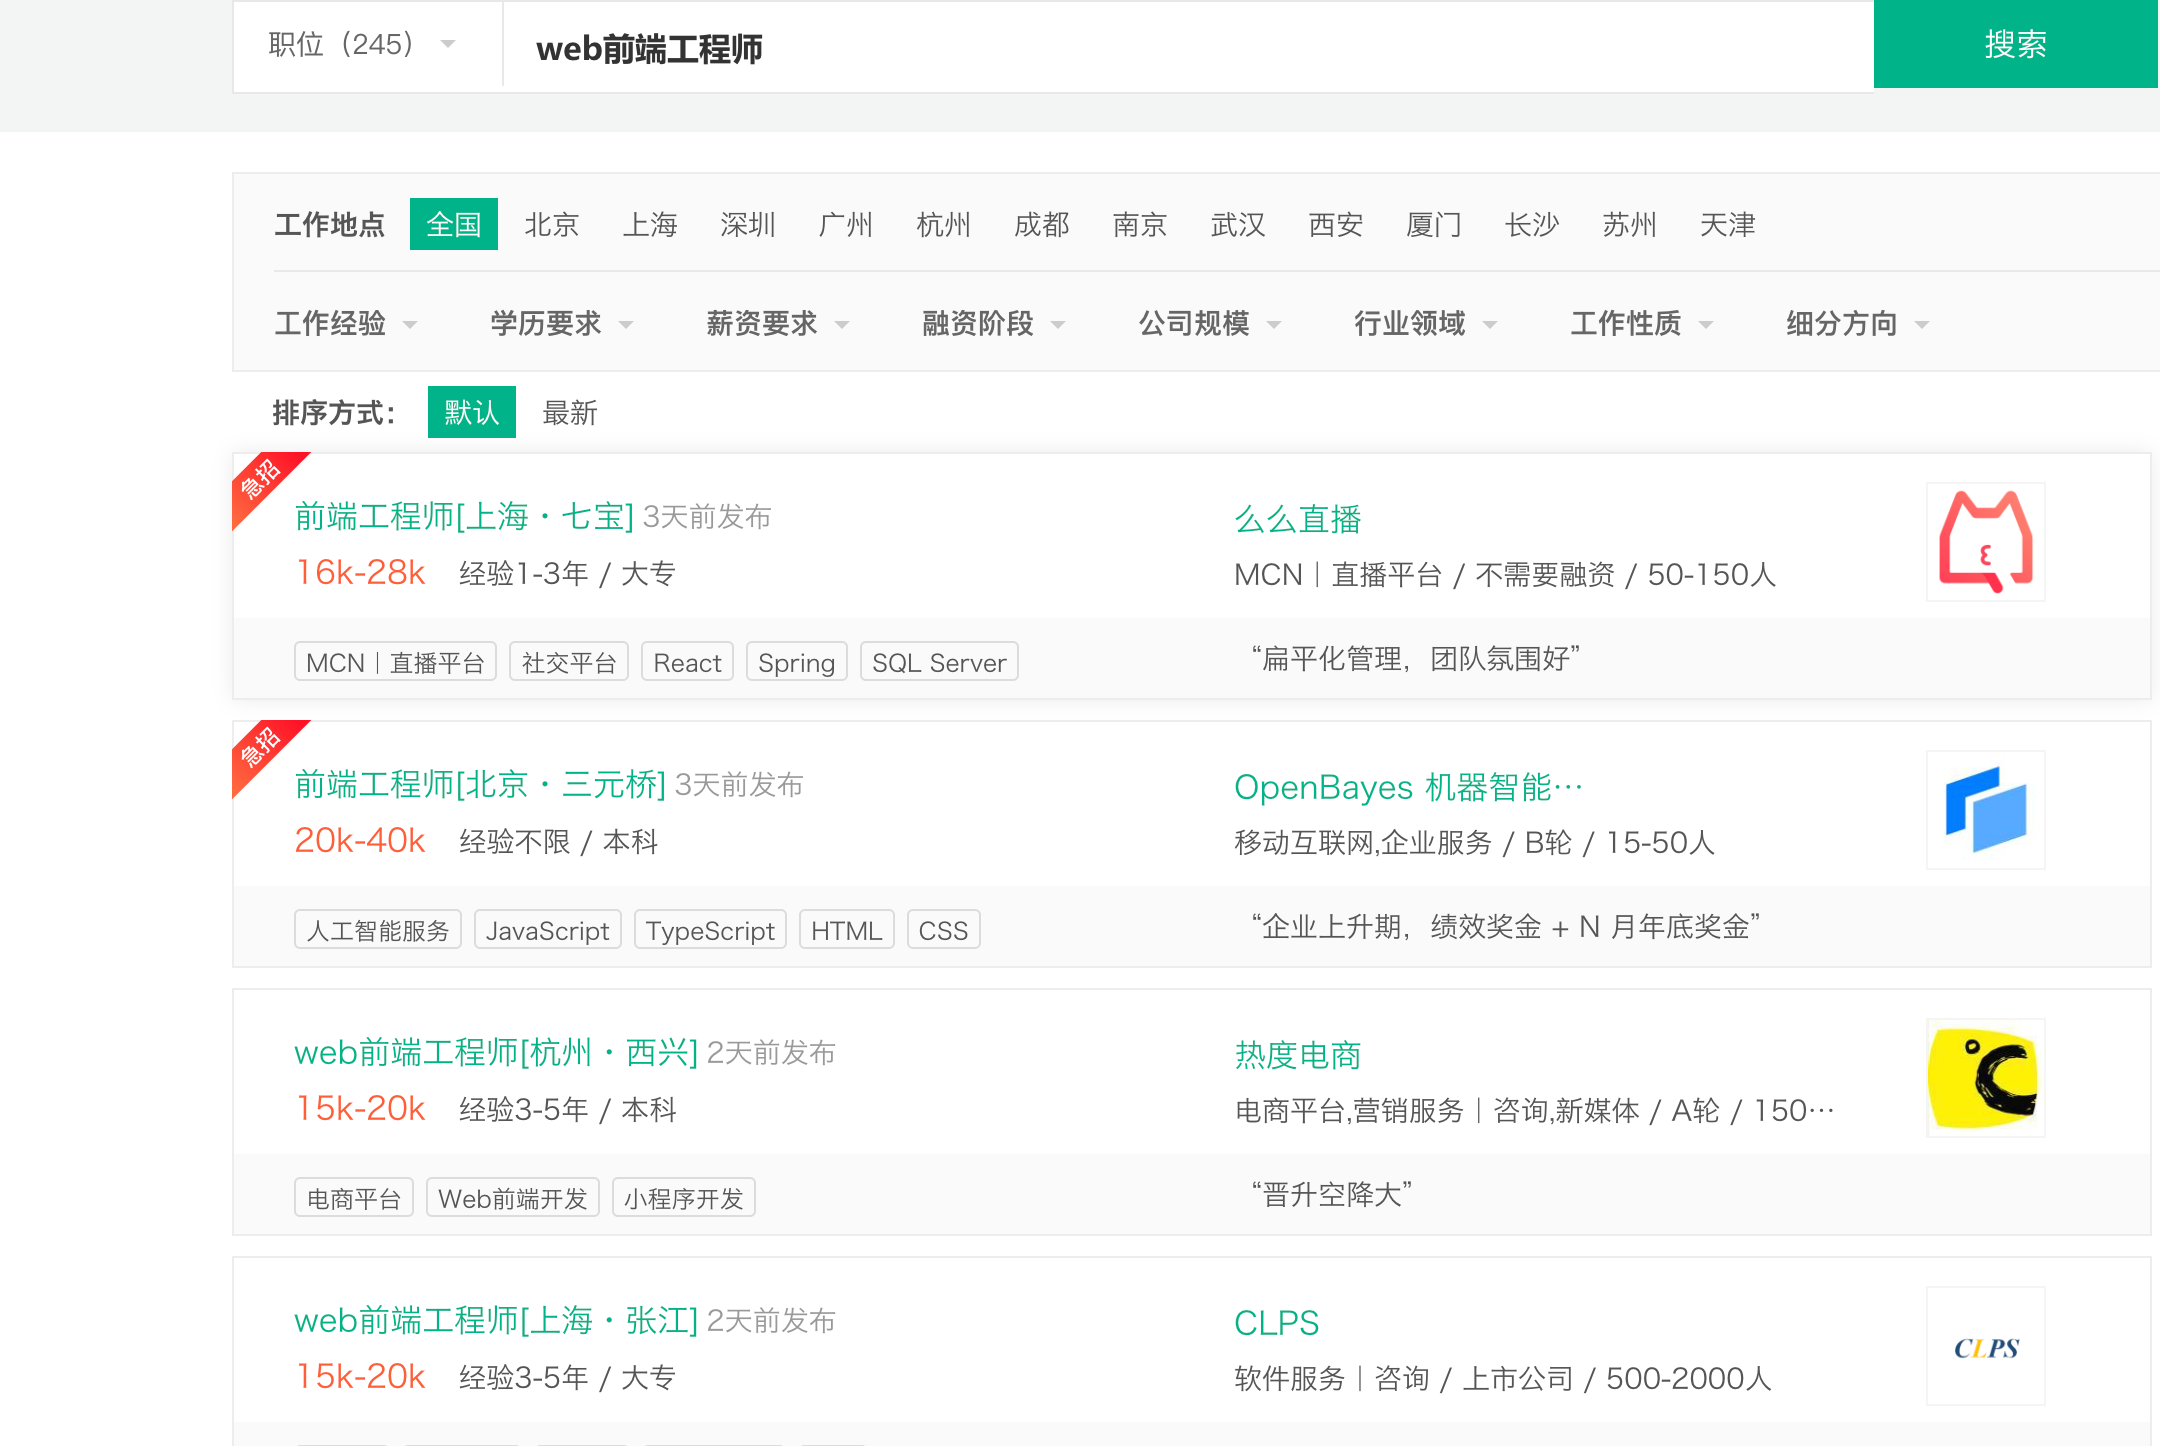 职位（245）
web前端工程师
搜索
工作地点 全国 北京 上海 深圳 广州 杭州 成都 南京 武汉 西安 厦门 长沙 苏州 天津
工作经验 学历要求 薪资要求 融资阶段 公司规模 行业领域 工作性质 细分方向
排序方式： 默认 最新
急招
前端工程师[上海・七宝] 3天前发布
16k-28k 经验1-3年 / 大专
MCN｜直播平台 社交平台 React Spring SQL Server
么么直播
MCN｜直播平台 / 不需要融资 / 50-150人
“扁平化管理，团队氛围好”
急招
前端工程师[北京・三元桥] 3天前发布
20k-40k 经验不限 / 本科
人工智能服务 JavaScript TypeScript HTML CSS
OpenBayes 机器智能…
移动互联网,企业服务 / B轮 / 15-50人
“企业上升期，绩效奖金 + N 月年底奖金”
web前端工程师[杭州・西兴] 2天前发布
15k-20k 经验3-5年 / 本科
电商平台 Web前端开发 小程序开发
热度电商
电商平台,营销服务｜咨询,新媒体 / A轮 / 150…
“晋升空降大”
web前端工程师[上海・张江] 2天前发布
15k-20k 经验3-5年 / 大专
CLPS
软件服务｜咨询 / 上市公司 / 500-2000人
CLPS